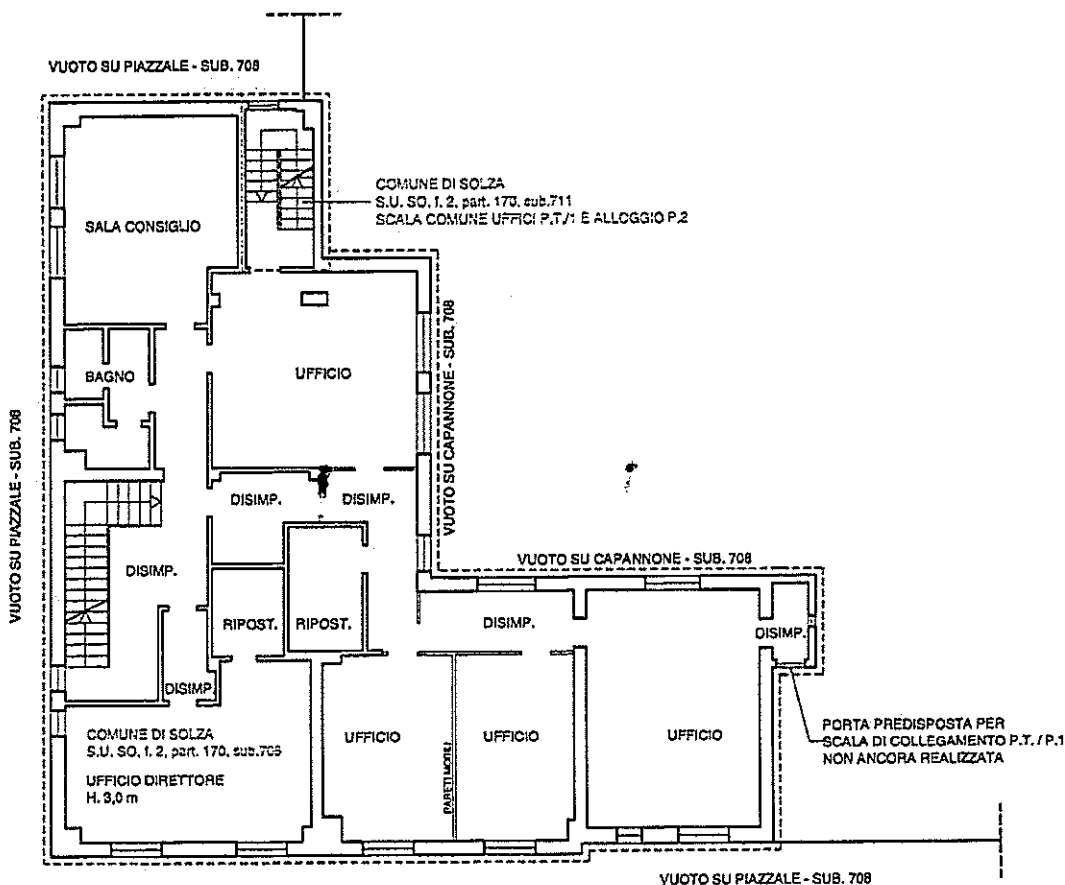 VUOTO SU PIAZZALE - SUB. 708
COMUNE DI SOLZA
S.U. SO, f. 2, part. 170, sub.711
SCALA COMUNE UFFICI P.T./1 E ALLOGGIO P.2
SALA CONSIGLIO
BAGNO
UFFICIO
VUOTO SU CAPANNONE - SUB. 708
VUOTO SU PIAZZALE - SUB. 708
DISIMP.
DISIMP.
VUOTO SU CAPANNONE - SUB. 708
DISIMP.
RIPOST.
RIPOST.
DISIMP.
DISIMP.
DISIMP.
COMUNE DI SOLZA
S.U. SO, f. 2, part. 170,
UFFICIO DIRETTORE
H. 3,0 m
UFFICIO
PARETI MOBILI
UFFICIO
UFFICIO
PORTA PREDISPOSTA PER
SCALA DI COLLEGAMENTO P.T. / P.1
NON ANCORA REALIZZATA
VUOTO SU PIAZZALE - SUB. 708